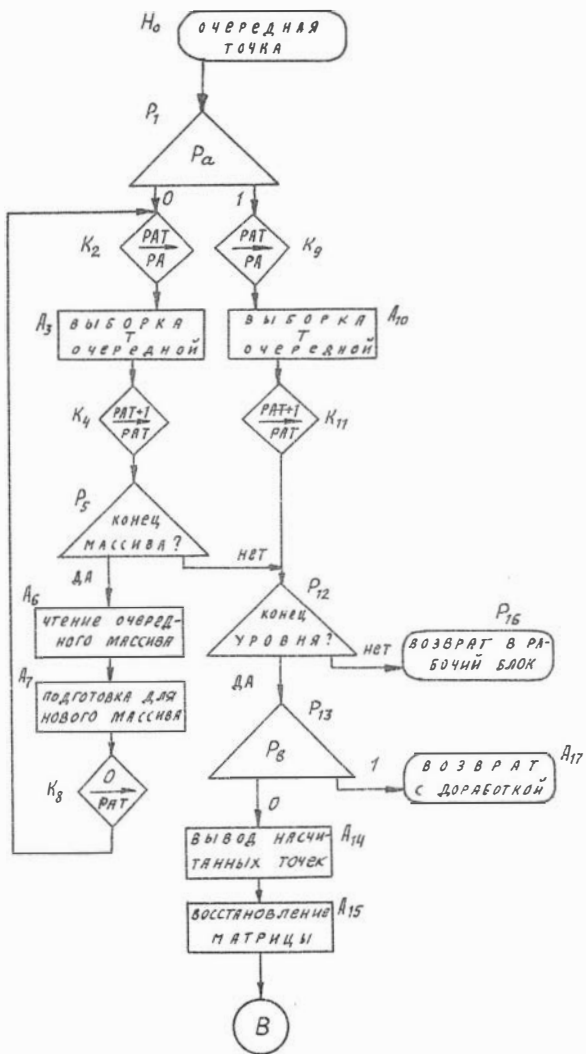 H₀
ОЧЕРЕДНАЯ
ТОЧКА
P₁
Pa
0
1
K₂
PAT
PA
PAT
PA
K₉
A₃
ВЫБОРКА
Т
ОЧЕРЕДНОЙ
ВЫБОРКА
Т
ОЧЕРЕДНОЙ
A₁₀
K₄
PAT+1
PAT
PAT+1
PAT
K₁₁
P₅
КОНЕЦ
МАССИВА?
НЕТ
ДА
A₆
ЧТЕНИЕ ОЧЕРЕД-
НОГО МАССИВА
P₁₂
КОНЕЦ
УРОВНЯ?
НЕТ
P₁₆
ВОЗВРАТ В РА-
БОЧИЙ БЛОК
A₇
ПОДГОТОВКА ДЛЯ
НОВОГО МАССИВА
ДА
P₁₃
Pв
1
ВОЗВРАТ
С ДОРАБОТКОЙ
A₁₇
K₈
0
PAT
0
ВЫВОД НАСЧИ-
ТАННЫХ ТОЧЕК
A₁₄
ВОССТАНОВЛЕНИЕ
МАТРИЦЫ
A₁₅
В